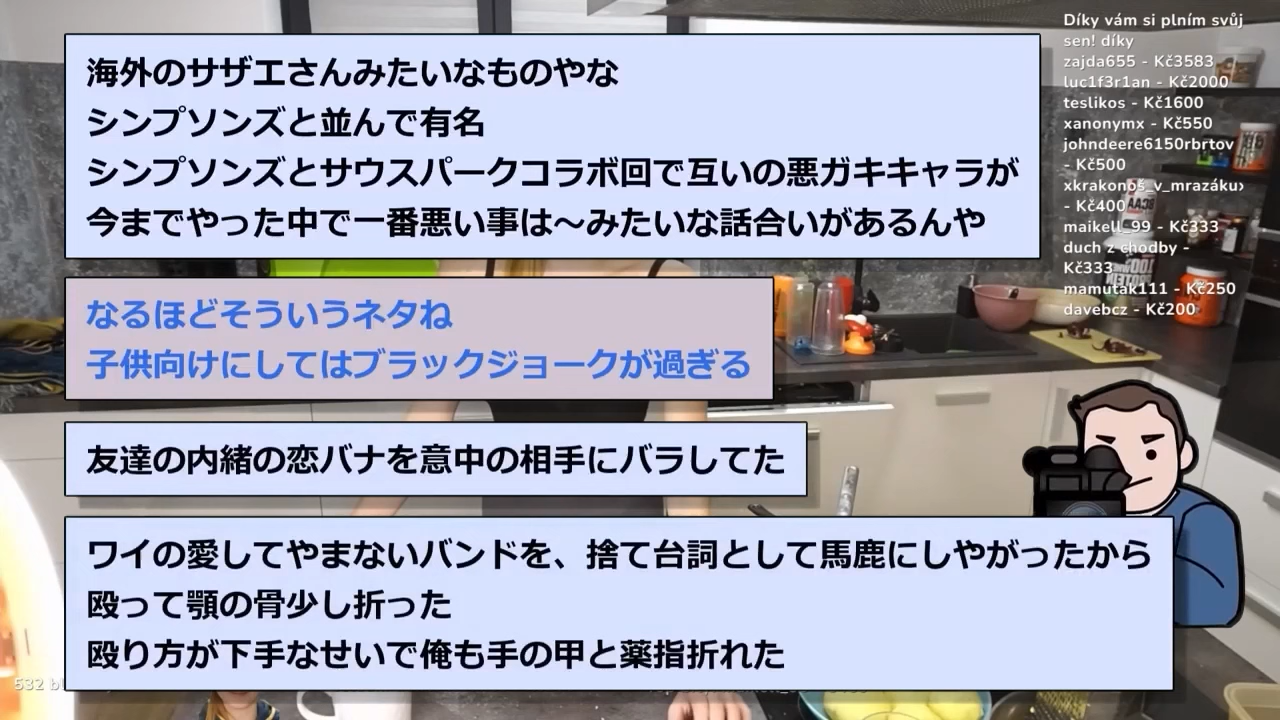 海外のサザエさんみたいなものやな
シンプソンズと並んで有名
シンプソンズとサウスパークコラボ回で互いの悪ガキキャラが
今までやった中で一番悪い事は～みたいな話合いがあるんや
なるほどそういうネタね
子供向けにしてはブラックジョークが過ぎる
友達の内緒の恋バナを意中の相手にバラしてた
ワイの愛してやまないバンドを、捨て台詞として馬鹿にしやがったから
殴って顎の骨少し折った
殴り方が下手なせいで俺も手の甲と薬指折れた
Díky vám si plním svůj
sen! díky
zajda655 - Kč3583
luc1f3r1an - Kč2000
teslikos - Kč1600
xanonymx - Kč550
johndeere6150rbrtov
- Kč500
xkrakonoš_v_mrazáku
- Kč400
maikell_99 - Kč333
duch z chodby -
Kč333
mamutak111 - Kč250
davebcz - Kč200
BCAA
100%
PROTEIN
532